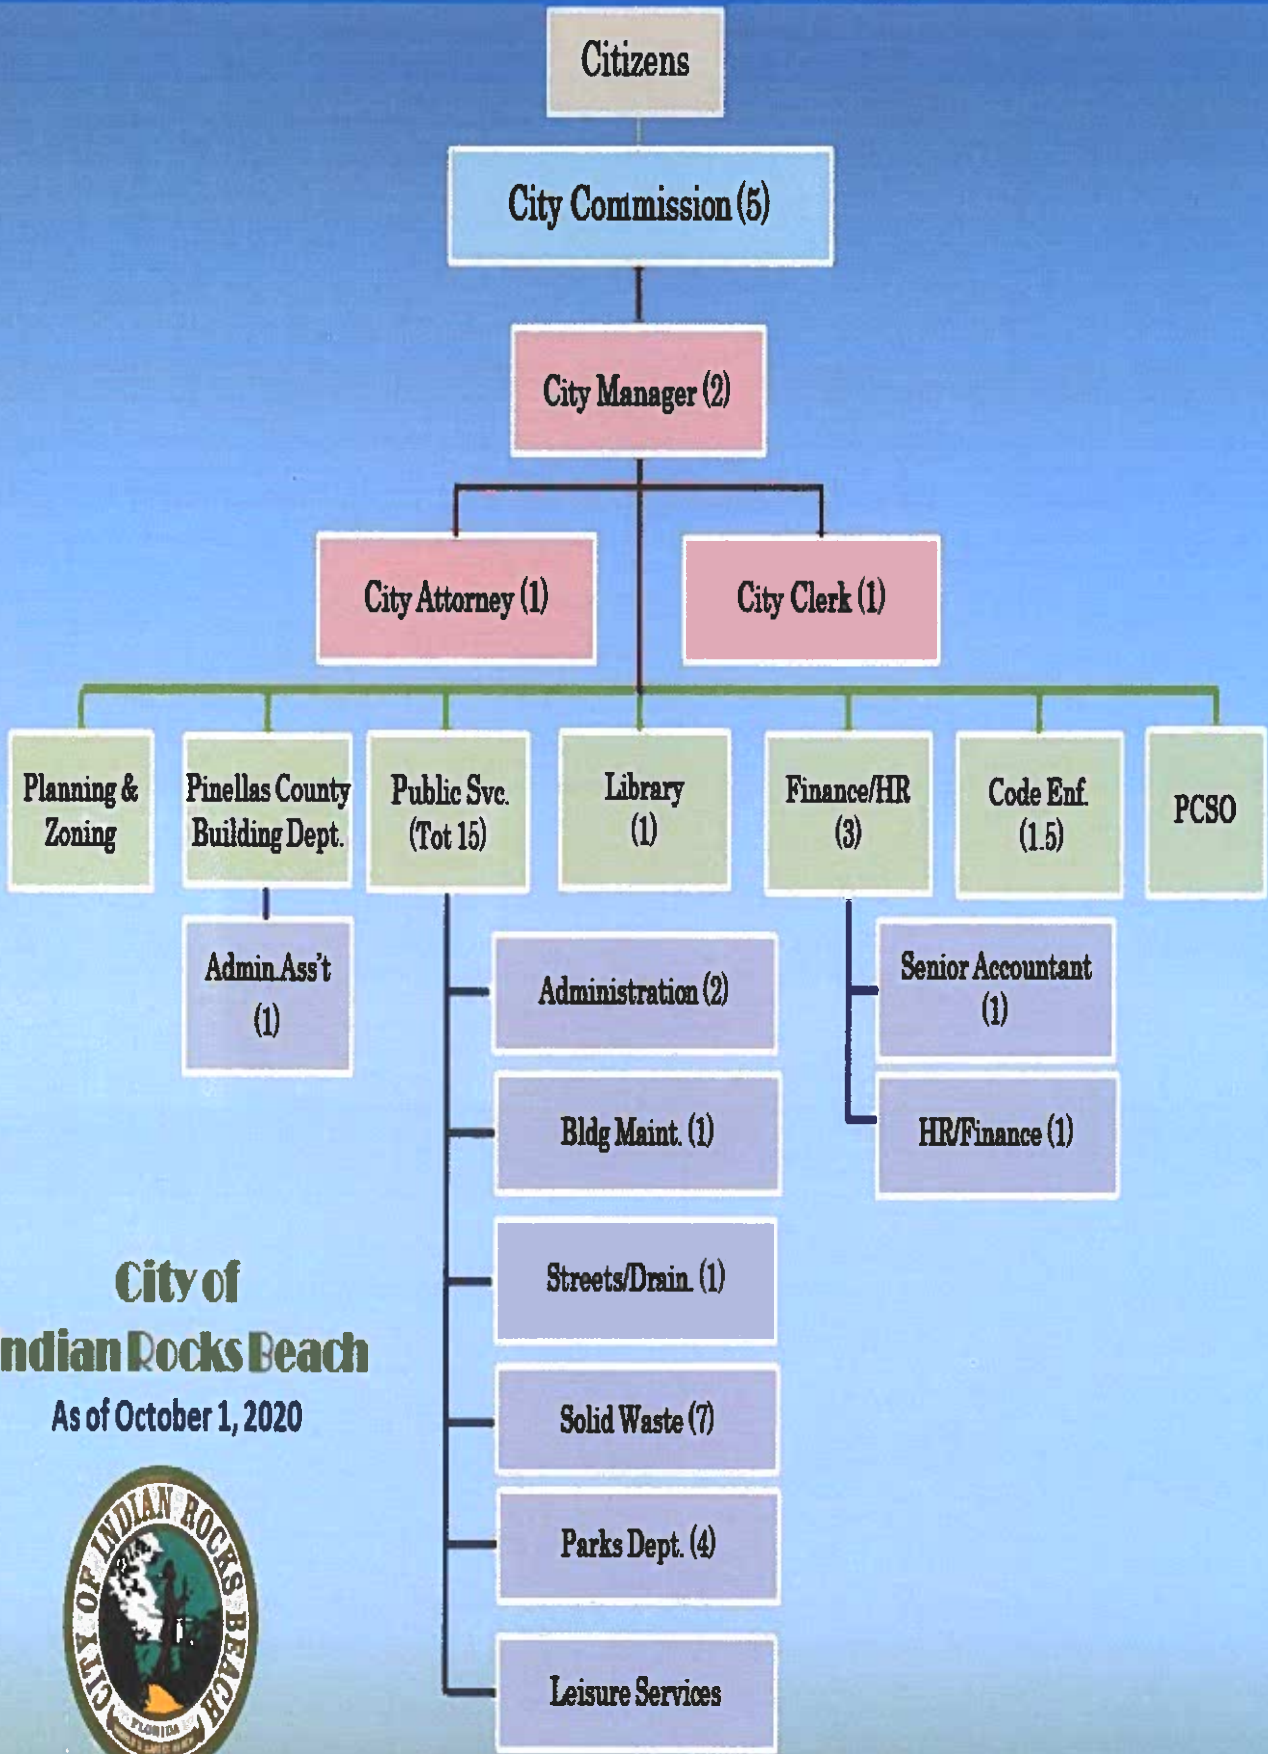 Citizens
City Commission (5)
City Manager (2)
City Attorney (1)
City Clerk (1)
Planning &
Zoning
Pinellas County
Building Dept.
Public Svc.
(Tot 15)
Library
(1)
Finance/HR
(3)
Code Enf.
(1.5)
PCSO
Admin.Ass't
(1)
Administration (2)
Bldg Maint. (1)
Streets/Drain. (1)
Solid Waste (7)
Parks Dept. (4)
Leisure Services
Senior Accountant
(1)
HR/Finance (1)
City of
ndian Rocks Beach
As of October 1, 2020
CITY OF INDIAN ROCKS BEACH
FLORIDA